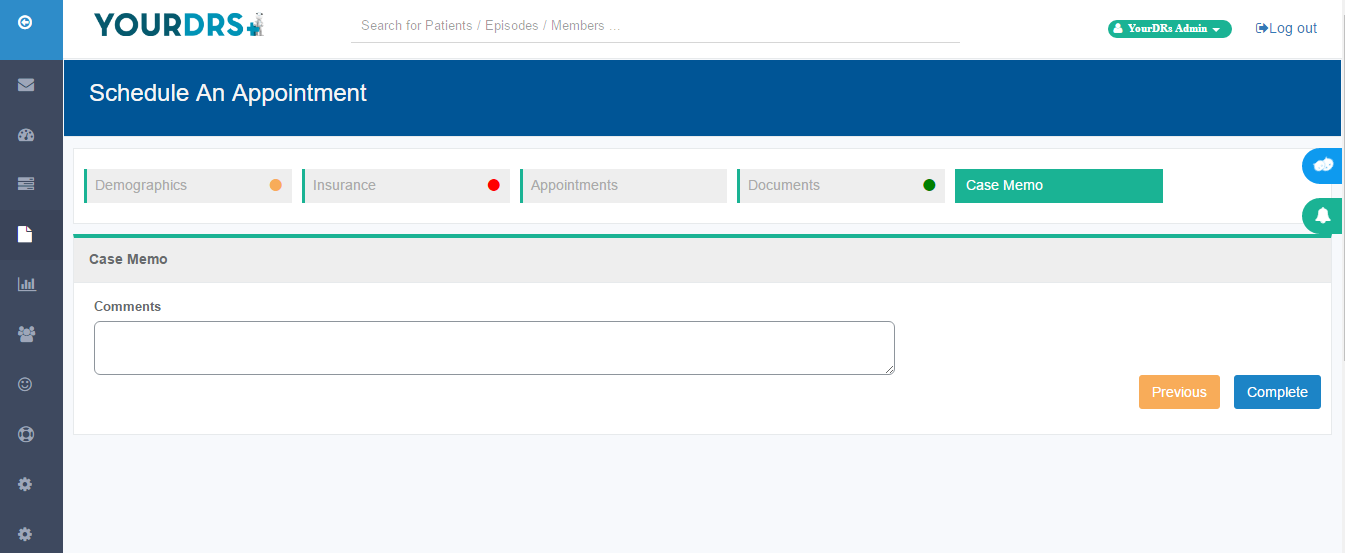 YOURDRS
Search for Patients / Episodes / Members ...
YourDRs Admin
Log out
Schedule An Appointment
Demographics
Insurance
Appointments
Documents
Case Memo
Case Memo
Comments
Previous
Complete